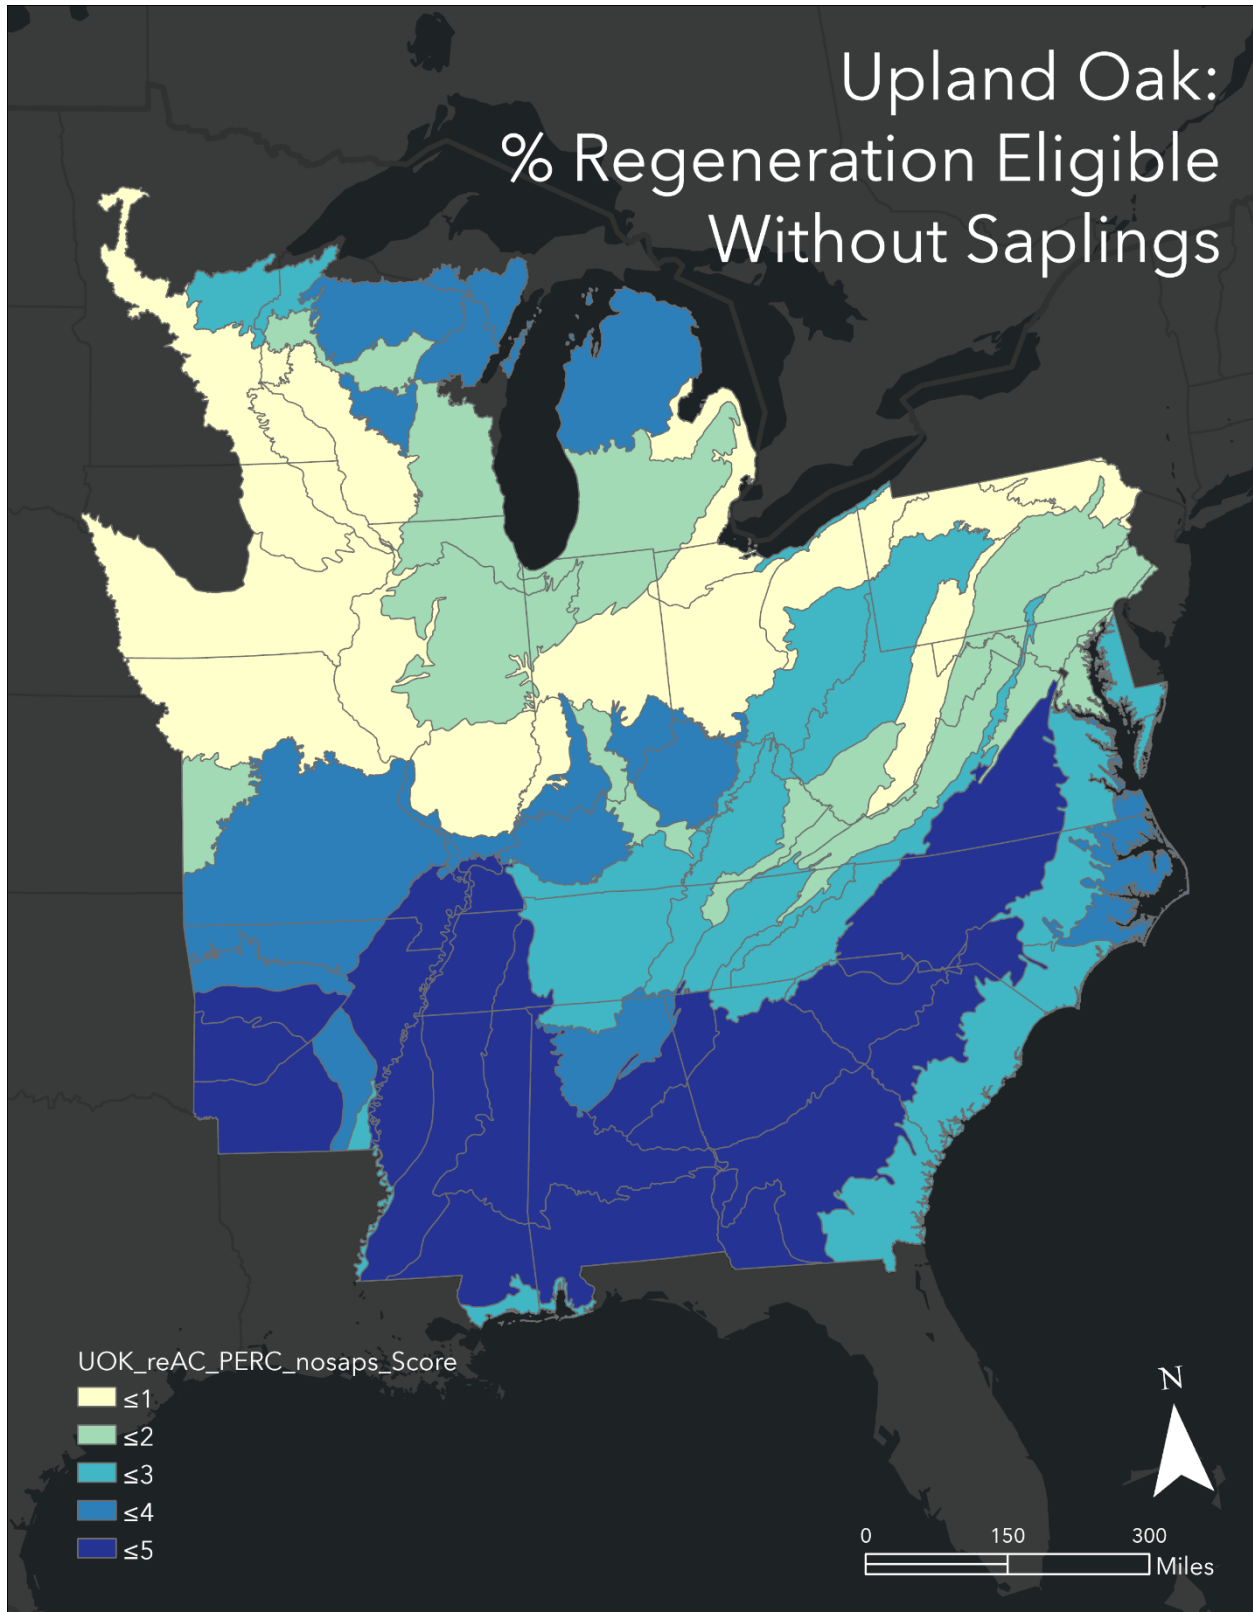 Upland Oak:
% Regeneration Eligible
Without Saplings
UOK_reAC_PERC_nosaps_Score
≤1
≤2
≤3
≤4
≤5
N
0 150 300
Miles